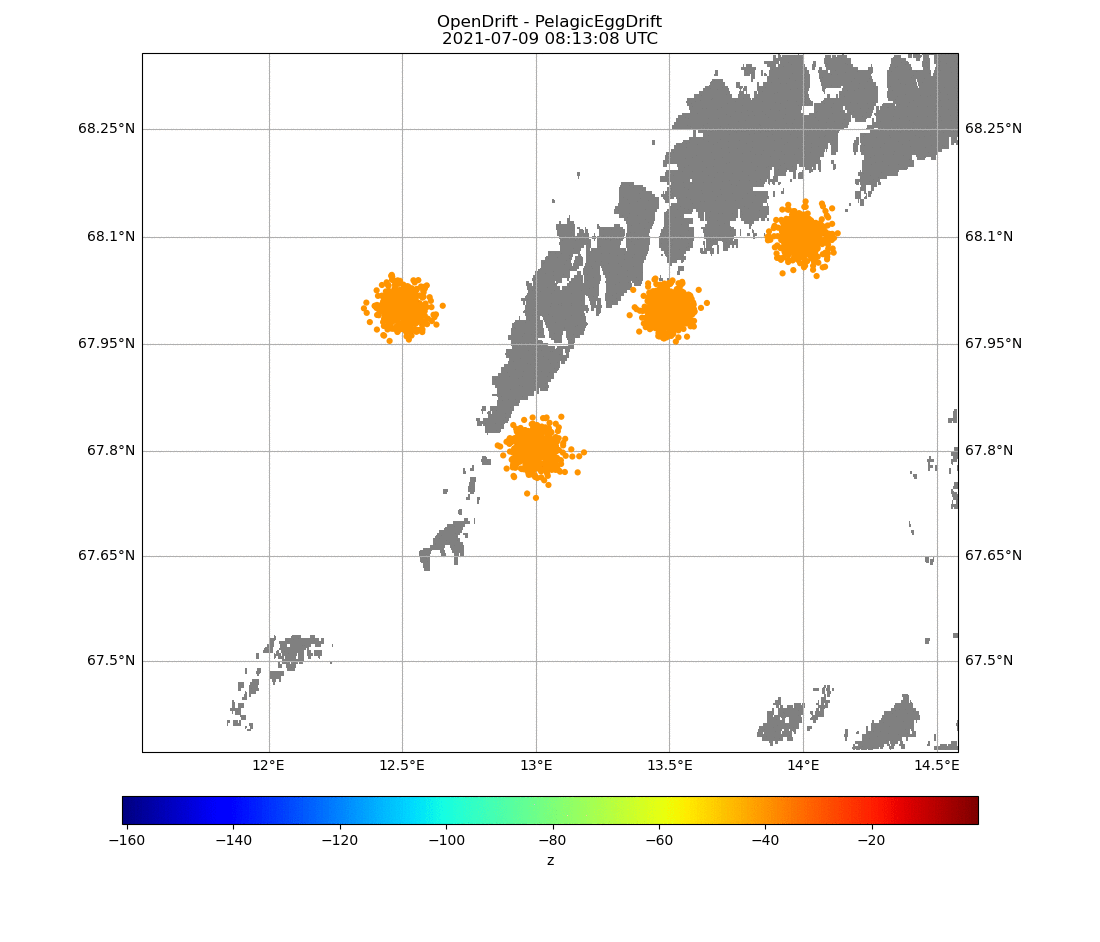 OpenDrift - PelagicEggDrift
2021-07-09 08:13:08 UTC
68.25°N 68.25°N
68.1°N 68.1°N
67.95°N 67.95°N
67.8°N 67.8°N
67.65°N 67.65°N
67.5°N 67.5°N
12°E 12.5°E 13°E 13.5°E 14°E 14.5°E
−160 −140 −120 −100 −80 −60 −40 −20
z